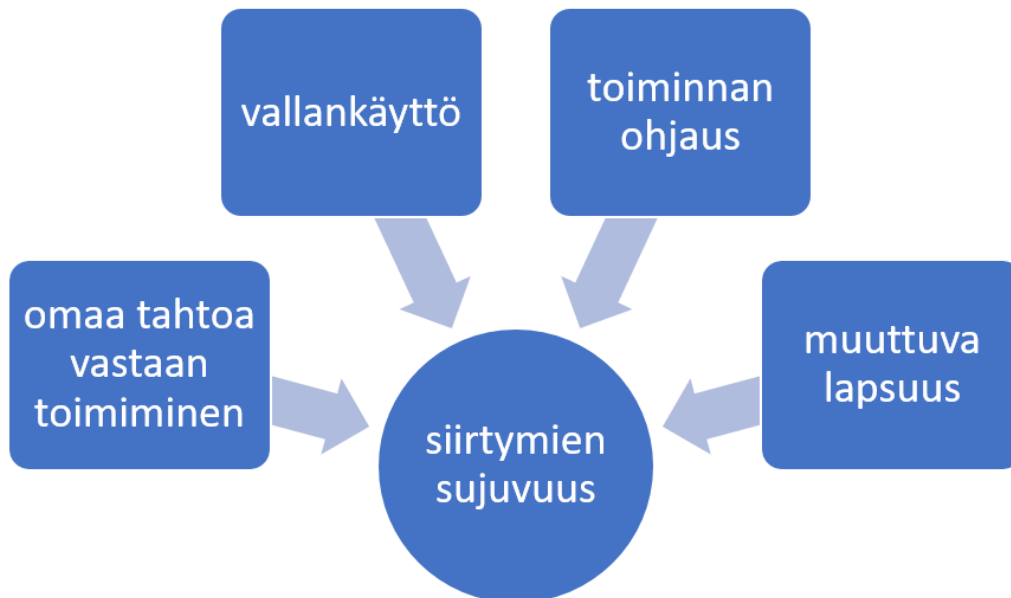 vallankäyttö
toiminnan
ohjaus
omaa tahtoa
vastaan
toimiminen
muuttuva
lapsuus
siirtymien
sujuvuus